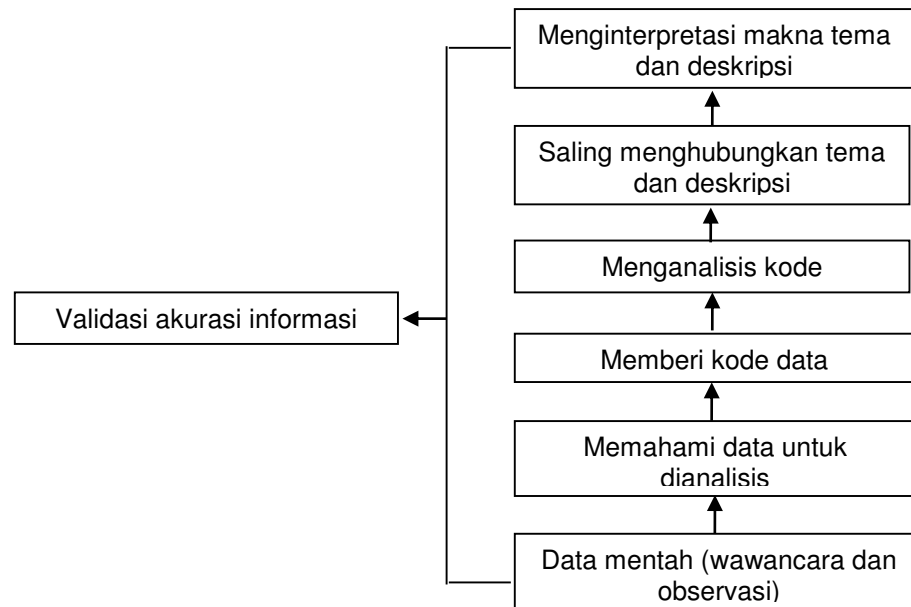 Menginterpretasi makna tema
dan deskripsi
Saling menghubungkan tema
dan deskripsi
Menganalisis kode
Validasi akurasi informasi
Memberi kode data
Memahami data untuk
dianalisis
Data mentah (wawancara dan
observasi)